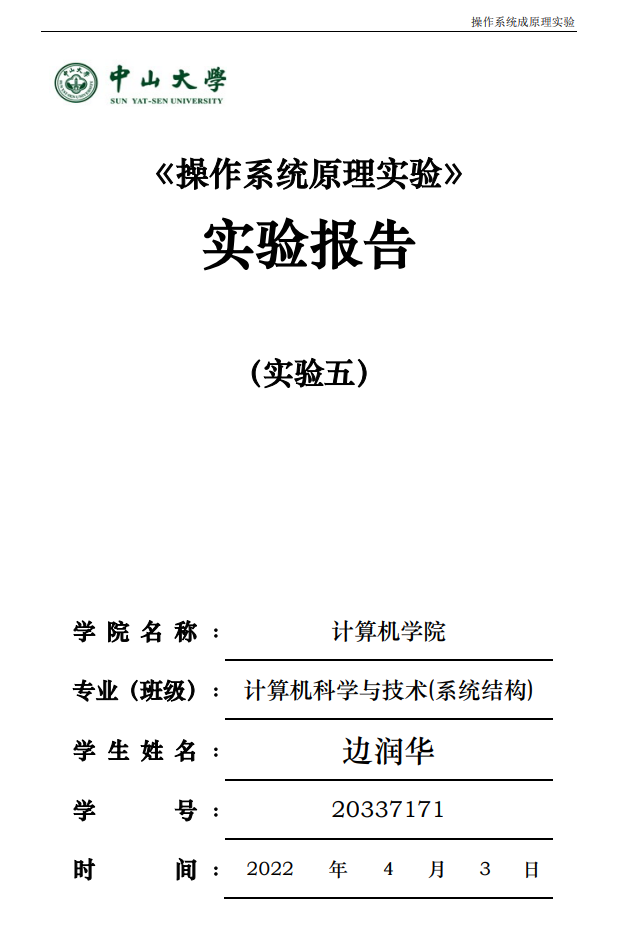 操作系统成原理实验
中山大学
SUN YAT-SEN UNIVERSITY
《操作系统原理实验》
实验报告
（实验五）
学院名称：计算机学院
专业（班级）：计算机科学与技术(系统结构)
学生姓名：边润华
学号：20337171
时间：2022 年 4 月 3 日